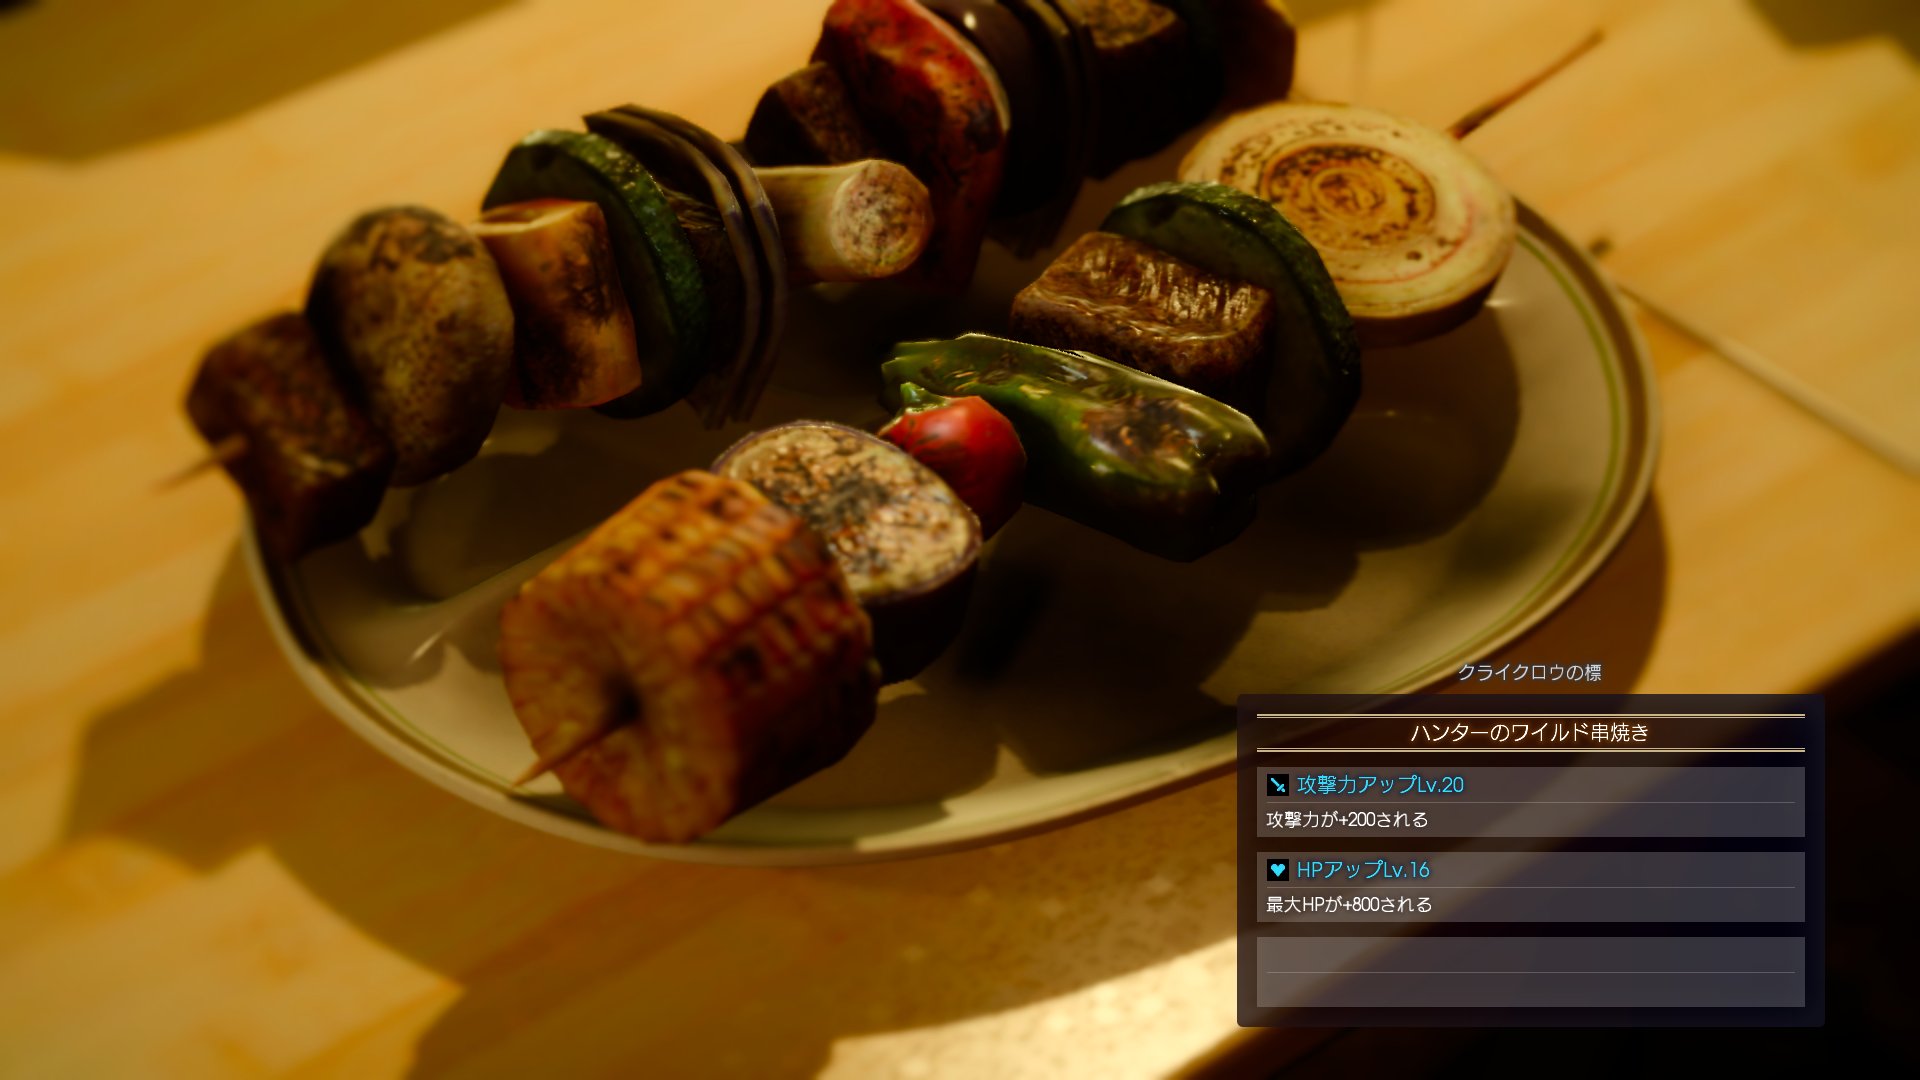 クライクロウの標
ハンターのワイルド串焼き
攻撃力アップLv.20
攻撃力が+200される
HPアップLv.16
最大HPが+800される